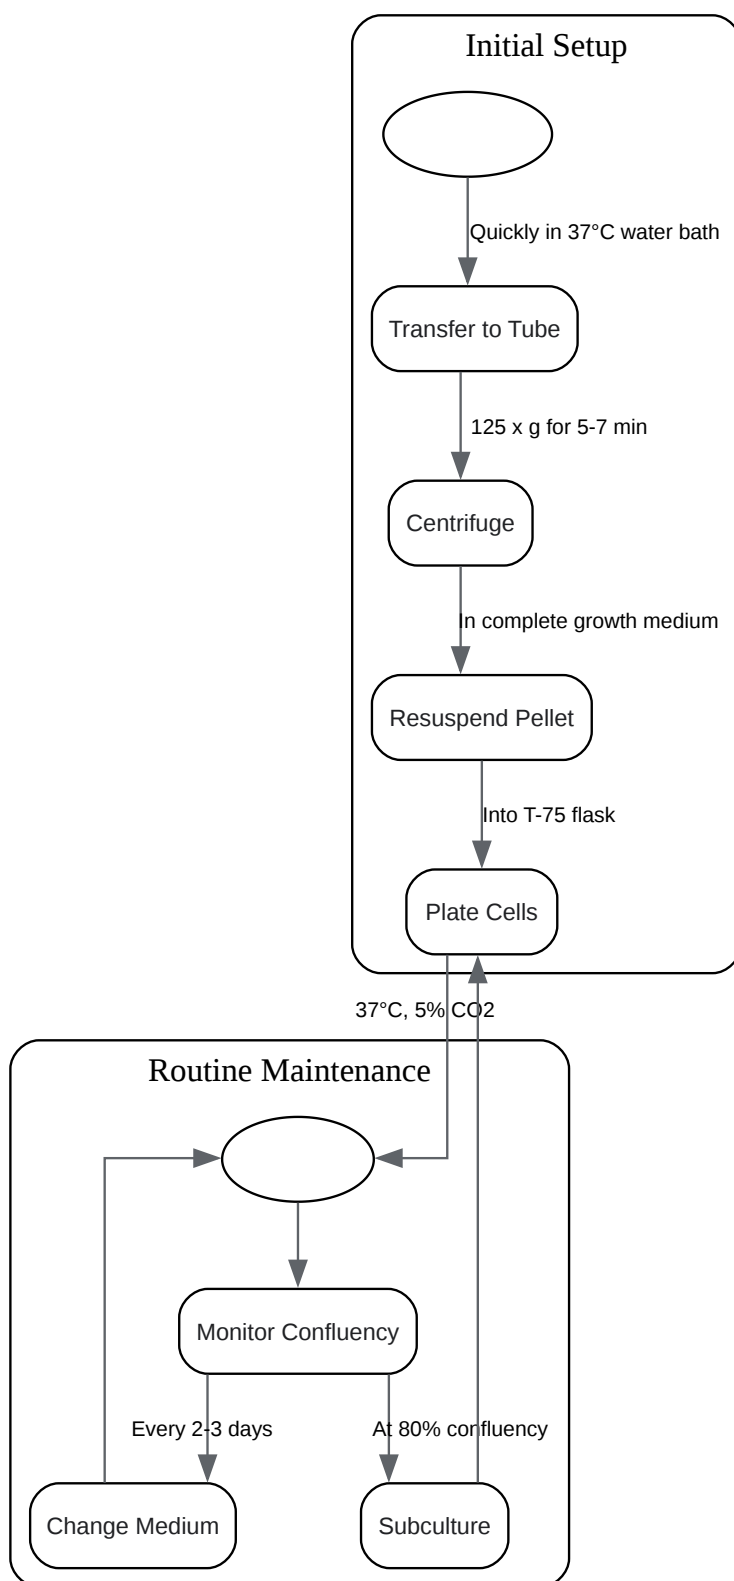 Initial Setup
Quickly in 37°C water bath
Transfer to Tube
125 x g for 5-7 min
Centrifuge
In complete growth medium
Resuspend Pellet
Into T-75 flask
Plate Cells
37°C, 5% CO2
Routine Maintenance
Monitor Confluency
Every 2-3 days
At 80% confluency
Change Medium
Subculture